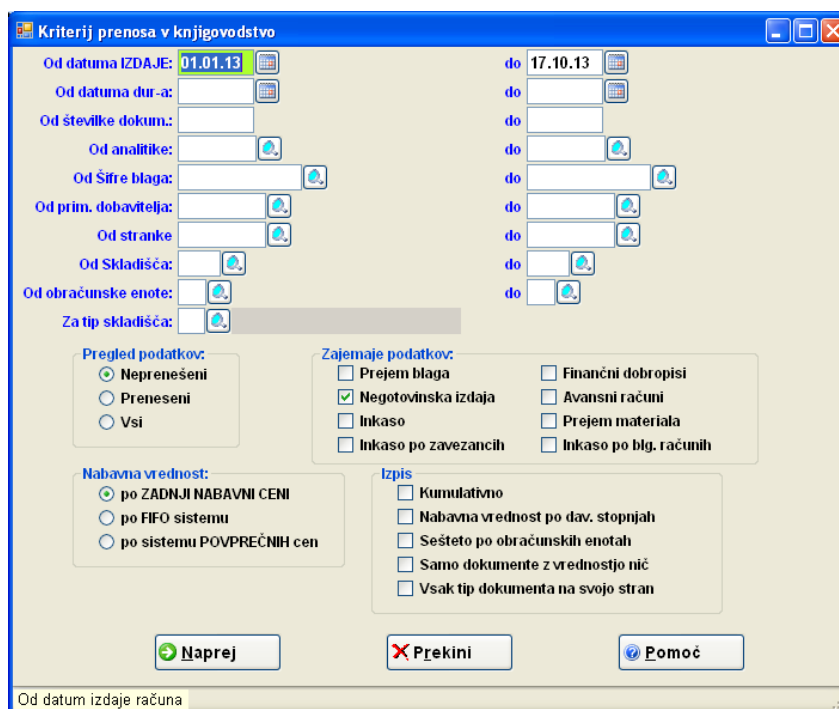 Kriterij prenosa v knjigovodstvo
Od datuma IZDAJE: 01.01.13 do 17.10.13
Od datuma dur-a: do
Od številke dokum.: do
Od analitike: do
Od Šifre blaga: do
Od prim. dobavitelja: do
Od stranke do
Od Skladišča: do
Od obračunske enote: do
Za tip skladišča:
Pregled podatkov:
Neprenešeni
Preneseni
Vsi
Zajemaje podatkov:
Prejem blaga Finančni dobropisi
Negotovinska izdaja Avansni računi
Inkaso Prejem materiala
Inkaso po zavezancih Inkaso po blg. računih
Nabavna vrednost:
po ZADNJI NABAVNI CENI
po FIFO sistemu
po sistemu POVPREČNIH cen
Izpis
Kumulativno
Nabavna vrednost po dav. stopnjah
Sešteto po obračunskih enotah
Samo dokumente z vrednostjo nič
Vsak tip dokumenta na svojo stran
Naprej Prekini Pomoč
Od datum izdaje računa